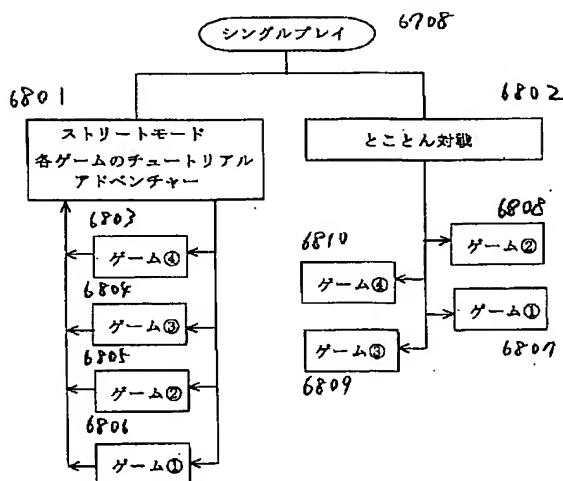 シングルプレイ
6708
6801
ストリートモード
各ゲームのチュートリアル
アドベンチャー
6802
とことん対戦
6803
ゲーム④
6804
ゲーム③
6805
ゲーム②
6806
ゲーム①
6808
ゲーム②
6810
ゲーム④
ゲーム①
6807
ゲーム③
6809